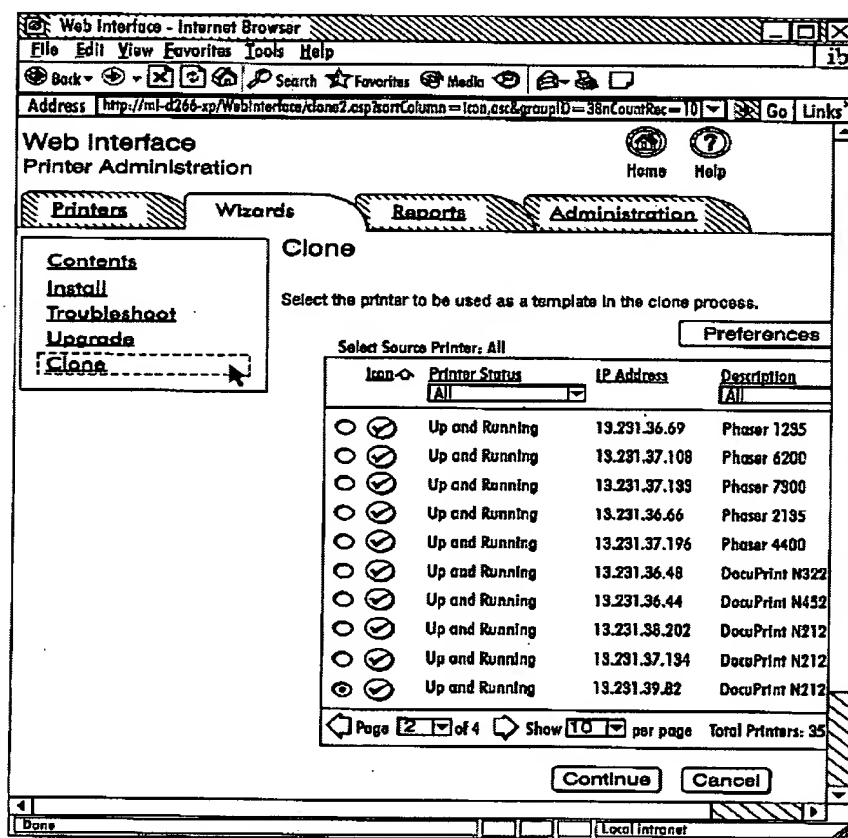 Web Interface - Internet Browser
File Edit View Favorites Tools Help
Back Search Favorites Media
Address http://ml-d266-xp/WebInterface/clone2.asp?sortColumn=Icon,asc&groupID=38nCountRec=10 Go Links
Web Interface
Printer Administration
Home Help
Printers Wizards Reports Administration
Contents
Install
Troubleshoot
Upgrade
Clone
Clone
Select the printer to be used as a template in the clone process.
Preferences
Select Source Printer: All
Icon Printer Status IP Address Description
All All
Up and Running 13.231.36.69 Phaser 1235
Up and Running 13.231.37.108 Phaser 6200
Up and Running 13.231.37.133 Phaser 7300
Up and Running 13.231.36.66 Phaser 2135
Up and Running 13.231.37.196 Phaser 4400
Up and Running 13.231.36.48 DocuPrint N322
Up and Running 13.231.36.44 DocuPrint N452
Up and Running 13.231.38.202 DocuPrint N212
Up and Running 13.231.37.134 DocuPrint N212
Up and Running 13.231.39.82 DocuPrint N212
Page 2 of 4 Show 10 per page Total Printers: 35
Continue Cancel
Done Local intranet